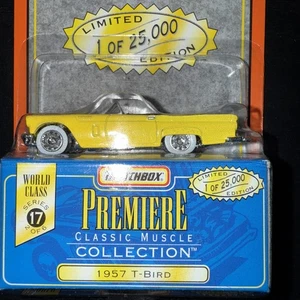 LIMITED
1 OF 25,000
EDITION
MATCHBOX
WORLD
CLASS
SERIES
17
PREMIERE
Classic Muscle
COLLECTION™
LIMITED
1 OF 25,000
EDITION
1957 T-BIRD